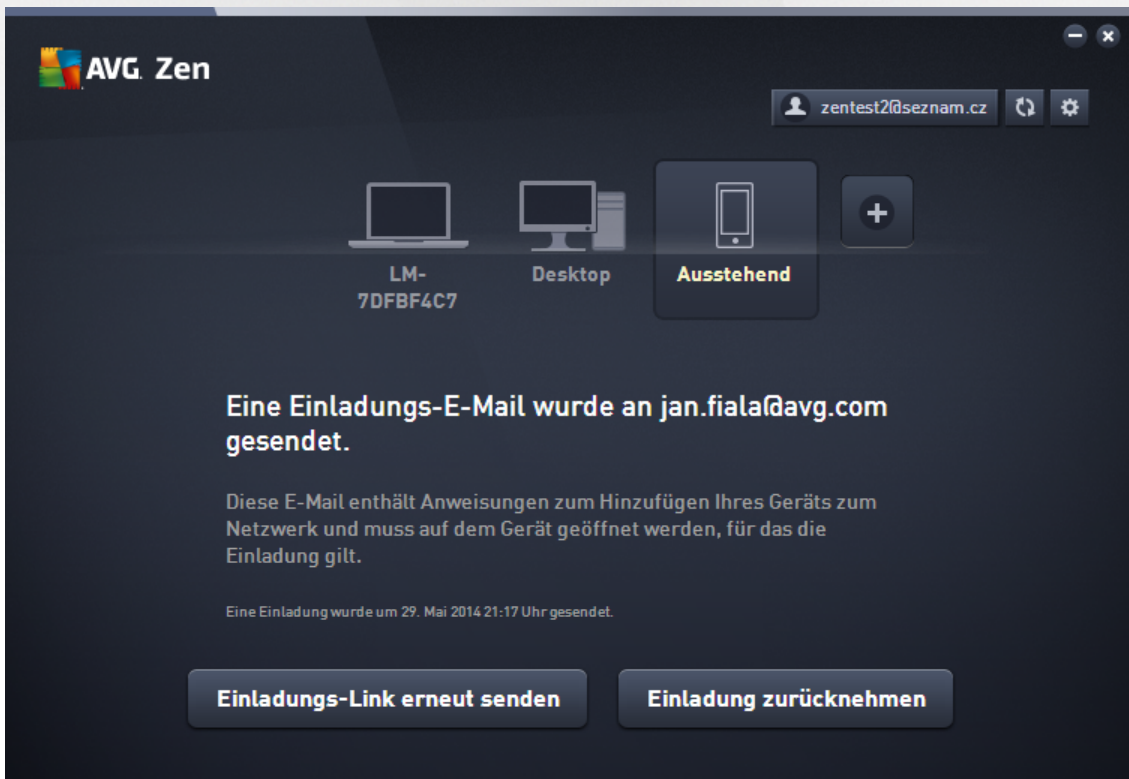 AVG. Zen
zentest2@seznam.cz
LM-
7DFBF4C7
Desktop
Ausstehend
Eine Einladungs-E-Mail wurde an jan.fiala@avg.com
gesendet.
Diese E-Mail enthält Anweisungen zum Hinzufügen Ihres Geräts zum
Netzwerk und muss auf dem Gerät geöffnet werden, für das die
Einladung gilt.
Eine Einladung wurde um 29. Mai 2014 21:17 Uhr gesendet.
Einladungs-Link erneut senden
Einladung zurücknehmen